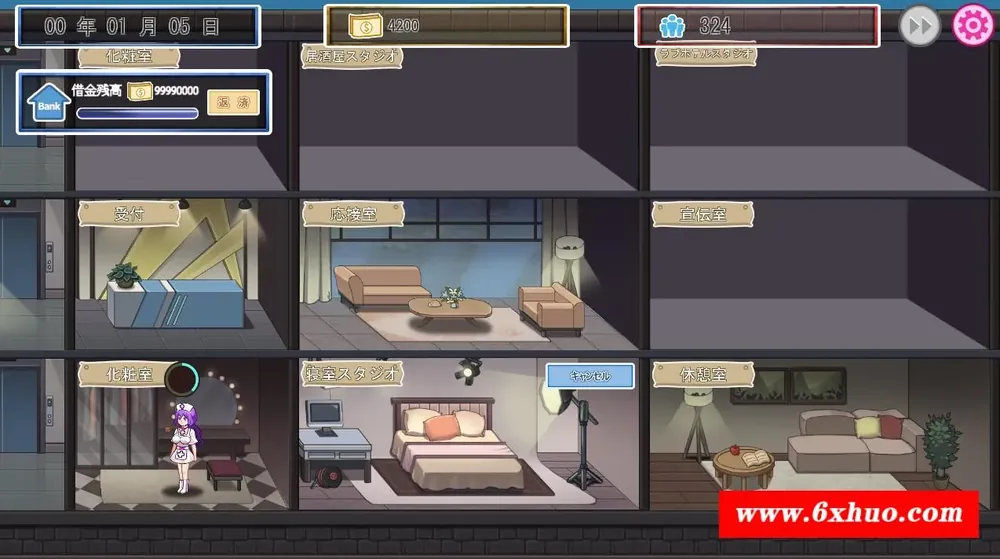 00 年 01 月 05 日
4200
324
化粧室
居酒屋スタジオ
ラブホテルスタジオ
Bank
借金残高 99990000
返済
受付
応接室
宣伝室
化粧室
寝室スタジオ
キャンセル
休憩室
www.6xhuo.com